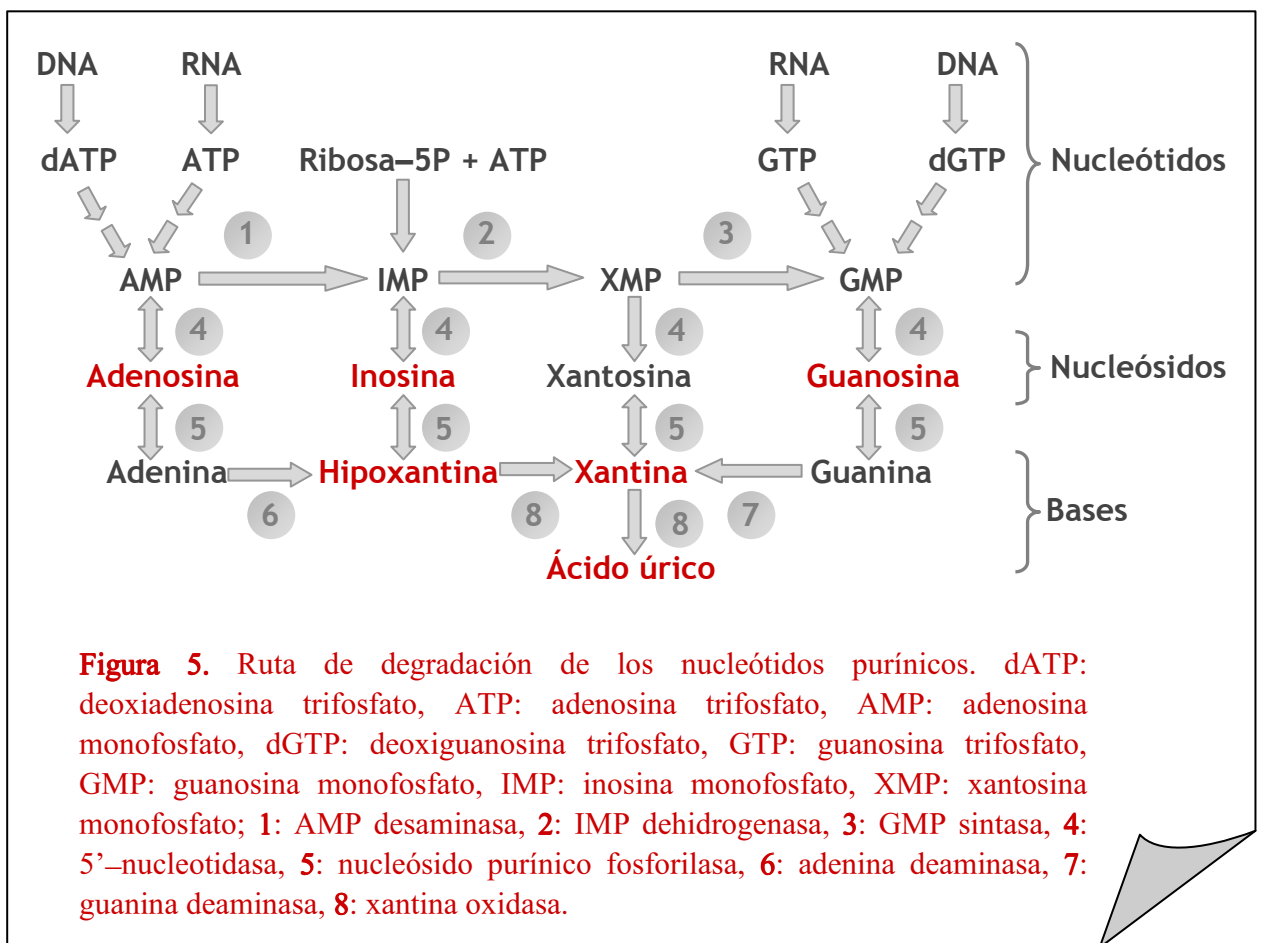 DNA RNA RNA DNA
dATP ATP Ribosa–5P + ATP GTP dGTP Nucleótidos
1 2 3
AMP IMP XMP GMP
4 4 4 4
Adenosina Inosina Xantosina Guanosina Nucleósidos
5 5 5 5
Adenina Hipoxantina Xantina Guanina
6 8 8 7 Bases
Ácido úrico
Figura 5. Ruta de degradación de los nucleótidos purínicos. dATP:
deoxiadenosina trifosfato, ATP: adenosina trifosfato, AMP: adenosina
monofosfato, dGTP: deoxiguanosina trifosfato, GTP: guanosina trifosfato,
GMP: guanosina monofosfato, IMP: inosina monofosfato, XMP: xantosina
monofosfato; 1: AMP desaminasa, 2: IMP dehidrogenasa, 3: GMP sintasa, 4:
5’–nucleotidasa, 5: nucleósido purínico fosforilasa, 6: adenina deaminasa, 7:
guanina deaminasa, 8: xantina oxidasa.